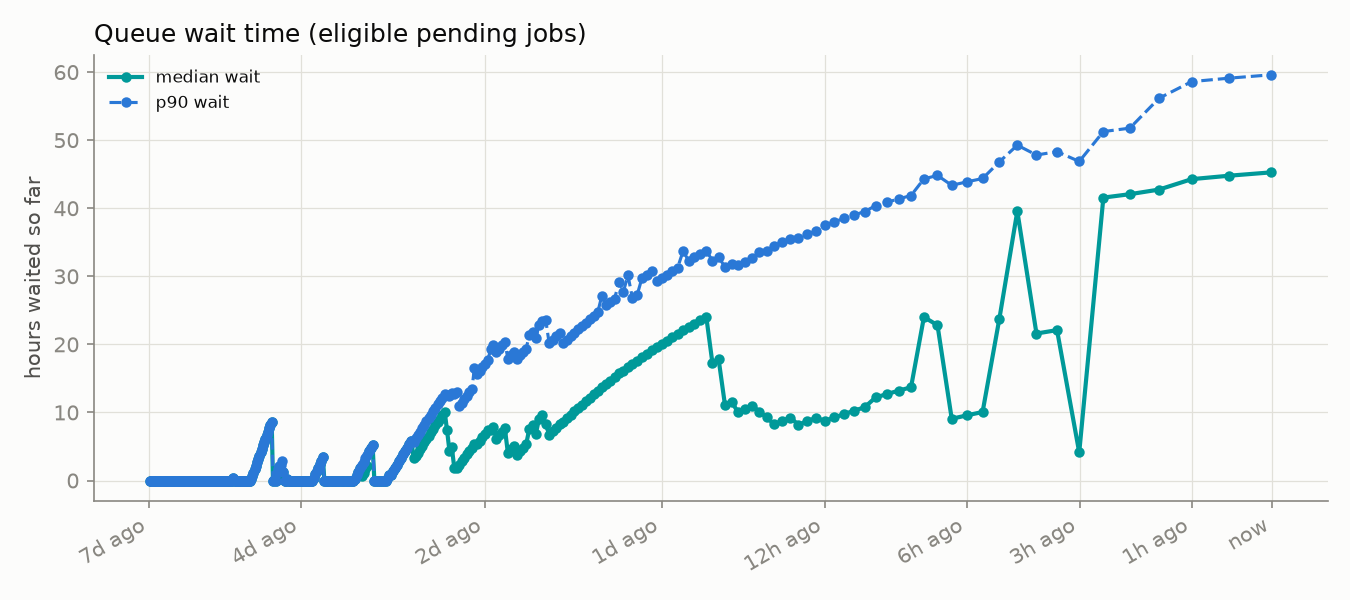 Queue wait time (eligible pending jobs)
median wait
p90 wait
hours waited so far
60
50
40
30
20
10
0
7d ago
4d ago
2d ago
1d ago
12h ago
6h ago
3h ago
1h ago
now